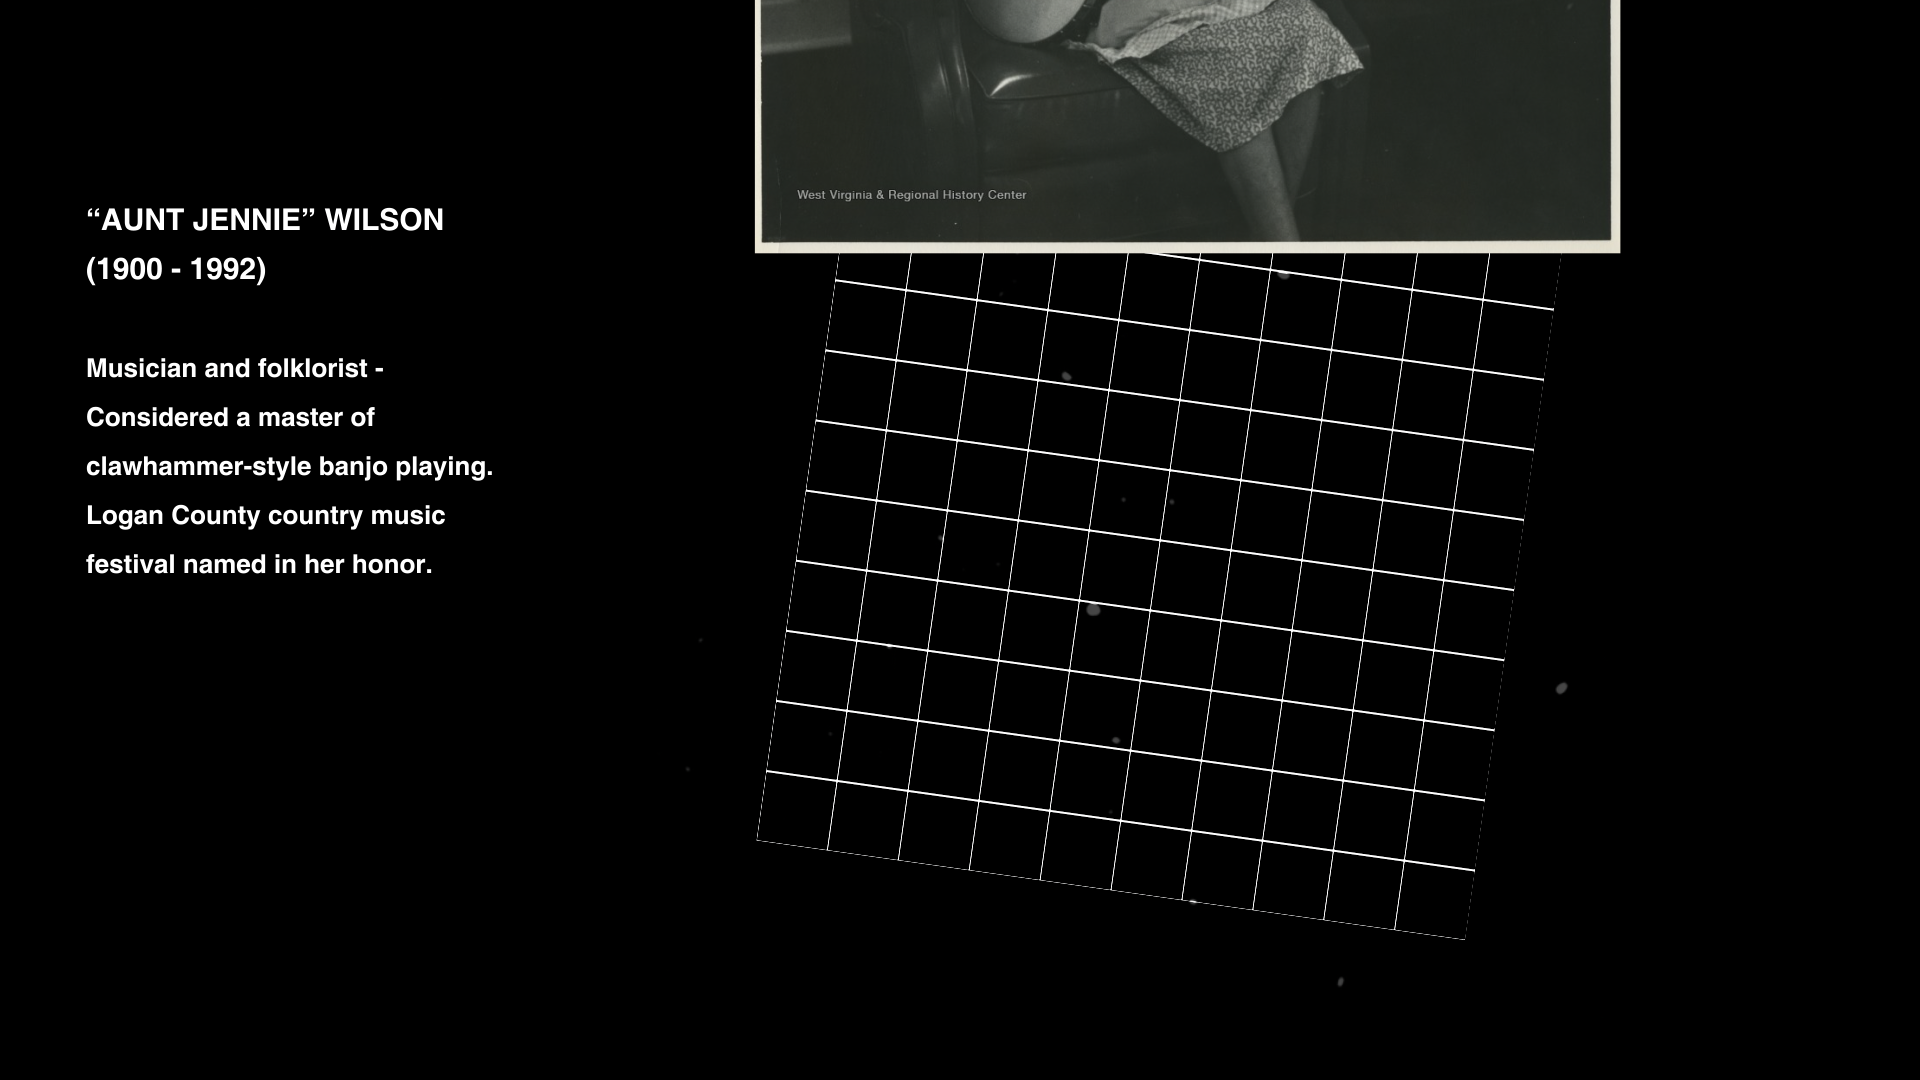 “AUNT JENNIE” WILSON
(1900 - 1992)
Musician and folklorist -
Considered a master of
clawhammer-style banjo playing.
Logan County country music
festival named in her honor.
West Virginia & Regional History Center